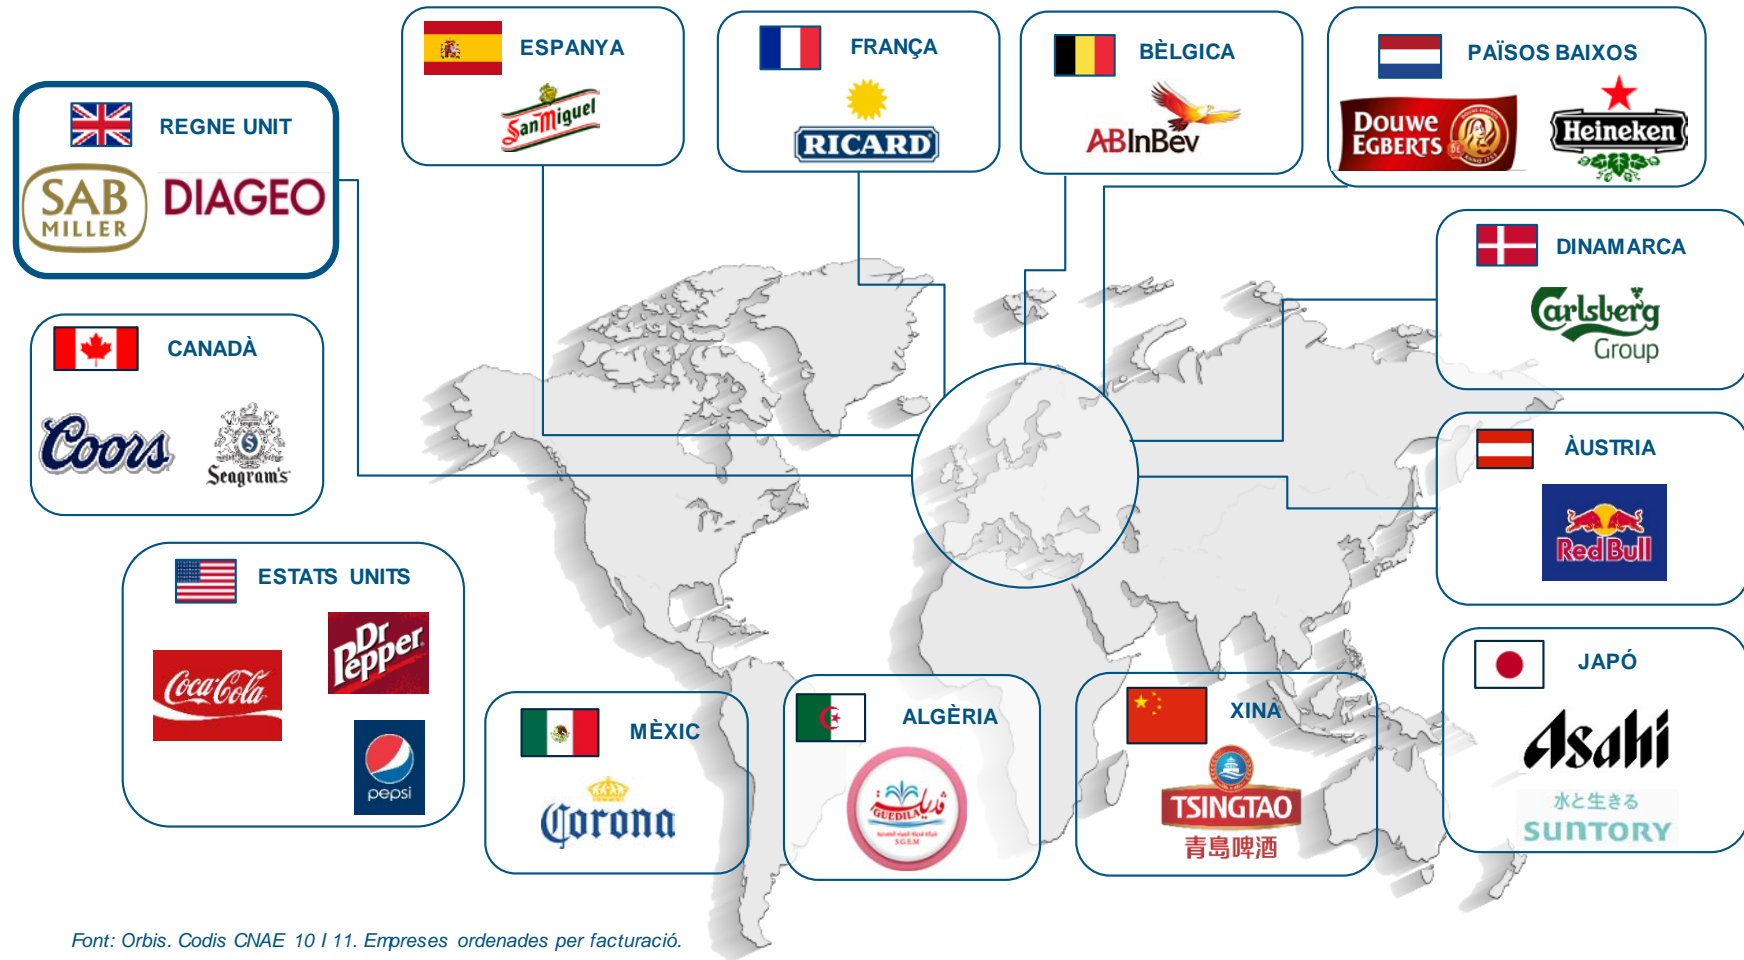 ESPANYA
San Miguel
FRANÇA
RICARD
BÈLGICA
ABInBev
PAÏSOS BAIXOS
DOUWE
EGBERTS
Heineken
REGNE UNIT
SAB
MILLER
DIAGEO
DINAMARCA
Carlsberg
Group
CANADÀ
Coors
Seagram's
ÀUSTRIA
Red Bull
ESTATS UNITS
Coca-Cola
Dr
Pepper
pepsi
MÈXIC
Corona
ALGÈRIA
ڤديلة
GUEDILA
S.G.E.M
XINA
TSINGTAO
青島啤酒
JAPÓ
Asahi
水と生きる
SUNTORY
Font: Orbis. Codis CNAE 10 I 11. Empreses ordenades per facturació.